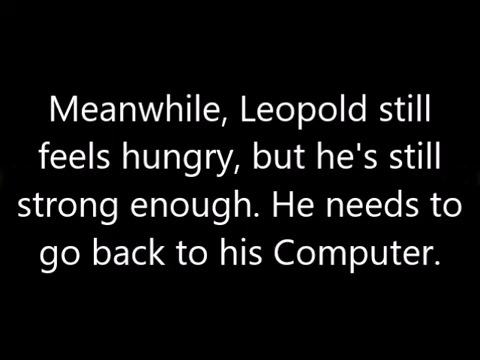 Meanwhile, Leopold still
feels hungry, but he's still
strong enough. He needs to
go back to his Computer.